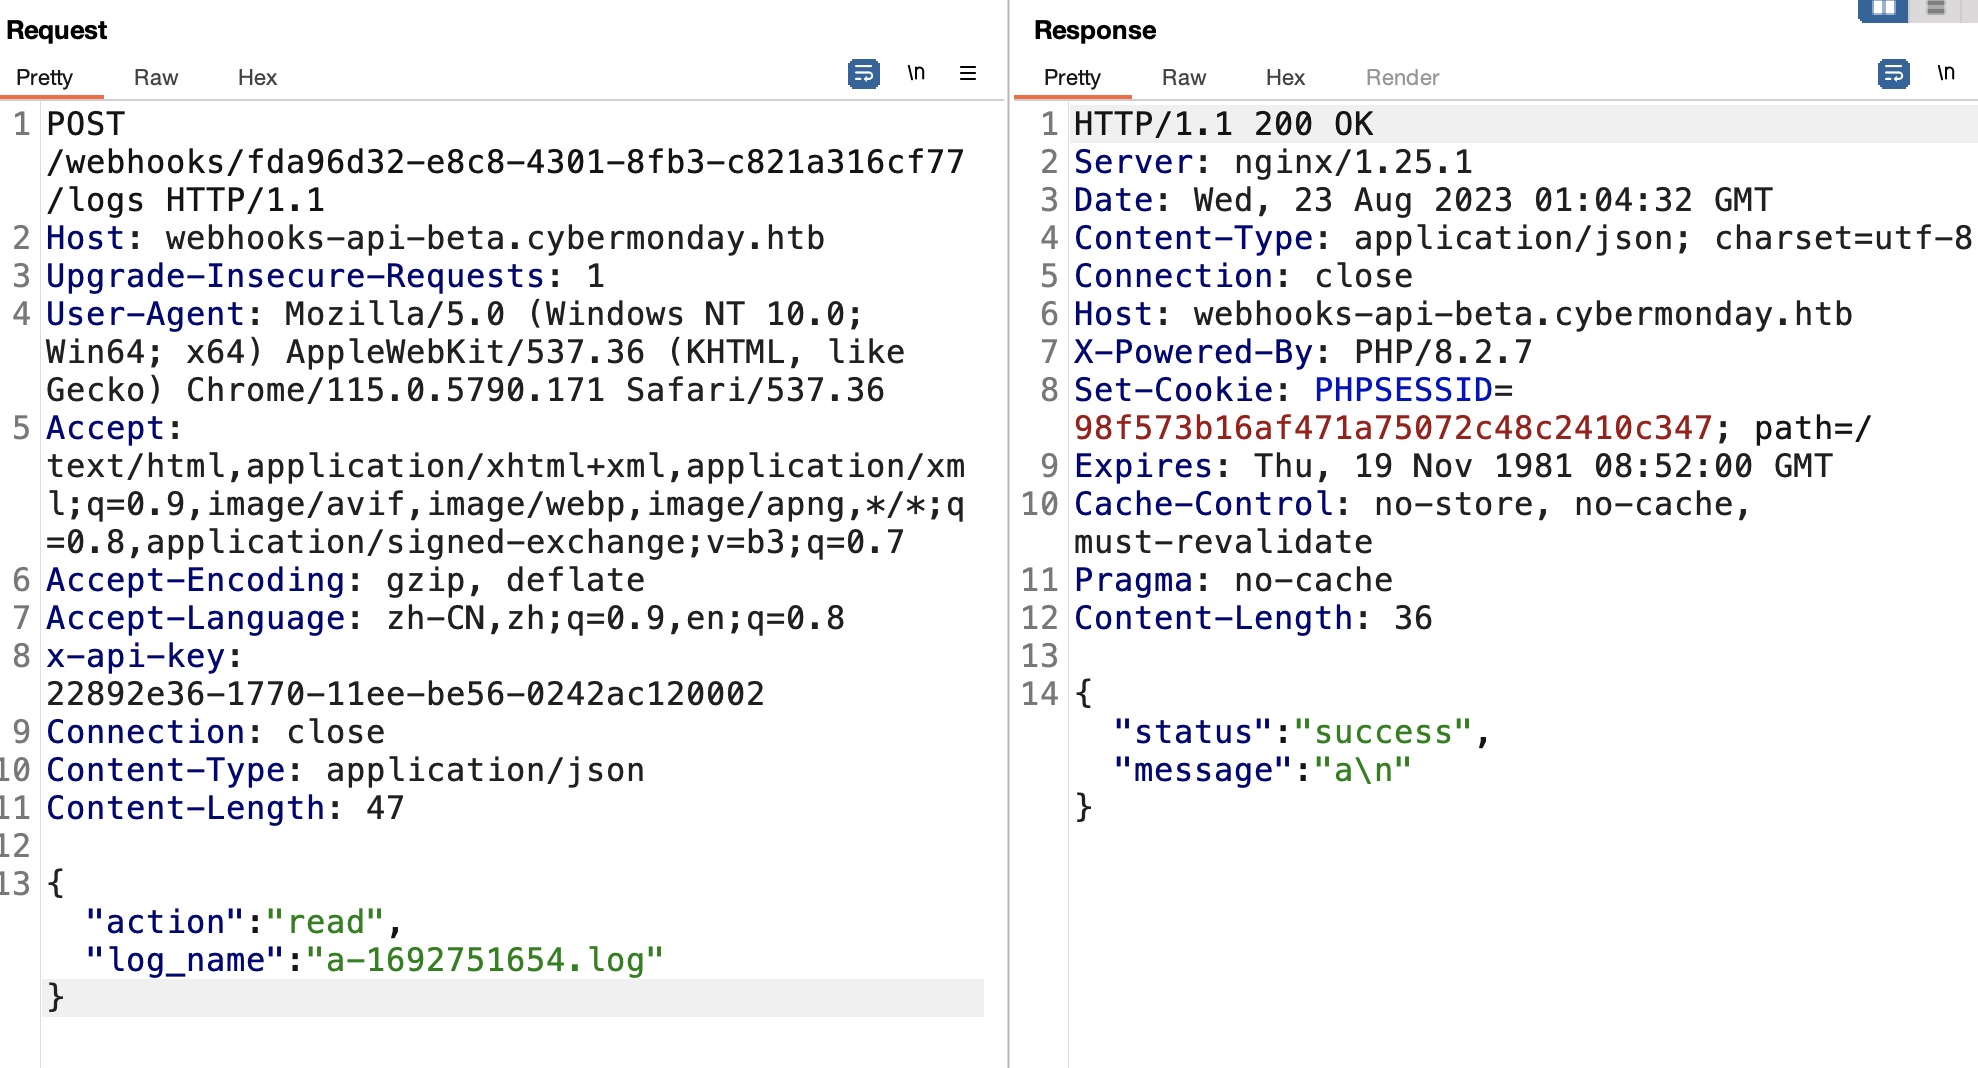 Request
Pretty Raw Hex \n
1 POST
/webhooks/fda96d32-e8c8-4301-8fb3-c821a316cf77
/logs HTTP/1.1
2 Host: webhooks-api-beta.cybermonday.htb
3 Upgrade-Insecure-Requests: 1
4 User-Agent: Mozilla/5.0 (Windows NT 10.0;
Win64; x64) AppleWebKit/537.36 (KHTML, like
Gecko) Chrome/115.0.5790.171 Safari/537.36
5 Accept:
text/html,application/xhtml+xml,application/xm
l;q=0.9,image/avif,image/webp,image/apng,*/*;q
=0.8,application/signed-exchange;v=b3;q=0.7
6 Accept-Encoding: gzip, deflate
7 Accept-Language: zh-CN,zh;q=0.9,en;q=0.8
8 x-api-key:
22892e36-1770-11ee-be56-0242ac120002
9 Connection: close
10 Content-Type: application/json
11 Content-Length: 47
12
13 {
"action":"read",
"log_name":"a-1692751654.log"
}
Response
Pretty Raw Hex Render \n
1 HTTP/1.1 200 OK
2 Server: nginx/1.25.1
3 Date: Wed, 23 Aug 2023 01:04:32 GMT
4 Content-Type: application/json; charset=utf-8
5 Connection: close
6 Host: webhooks-api-beta.cybermonday.htb
7 X-Powered-By: PHP/8.2.7
8 Set-Cookie: PHPSESSID=
98f573b16af471a75072c48c2410c347; path=/
9 Expires: Thu, 19 Nov 1981 08:52:00 GMT
10 Cache-Control: no-store, no-cache,
must-revalidate
11 Pragma: no-cache
12 Content-Length: 36
13
14 {
"status":"success",
"message":"a\n"
}